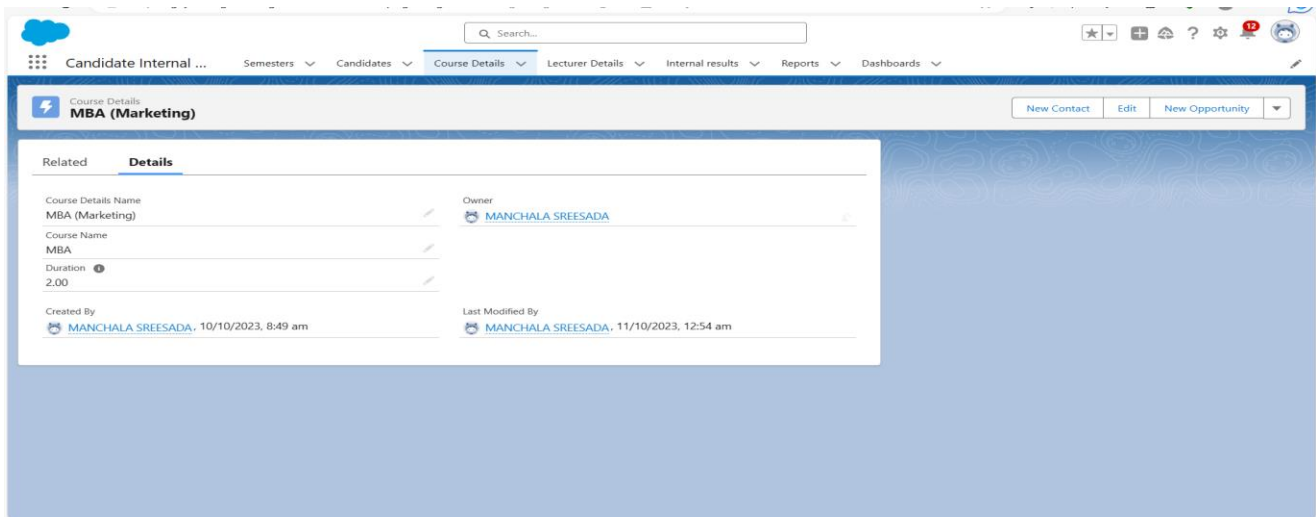 Search...
12
Candidate Internal ... Semesters Candidates Course Details Lecturer Details Internal results Reports Dashboards
Course Details
MBA (Marketing)
New Contact Edit New Opportunity
Related Details
Course Details Name Owner
MBA (Marketing) MANCHALA SREESADA
Course Name
MBA
Duration
2.00
Created By Last Modified By
MANCHALA SREESADA, 10/10/2023, 8:49 am MANCHALA SREESADA, 11/10/2023, 12:54 am